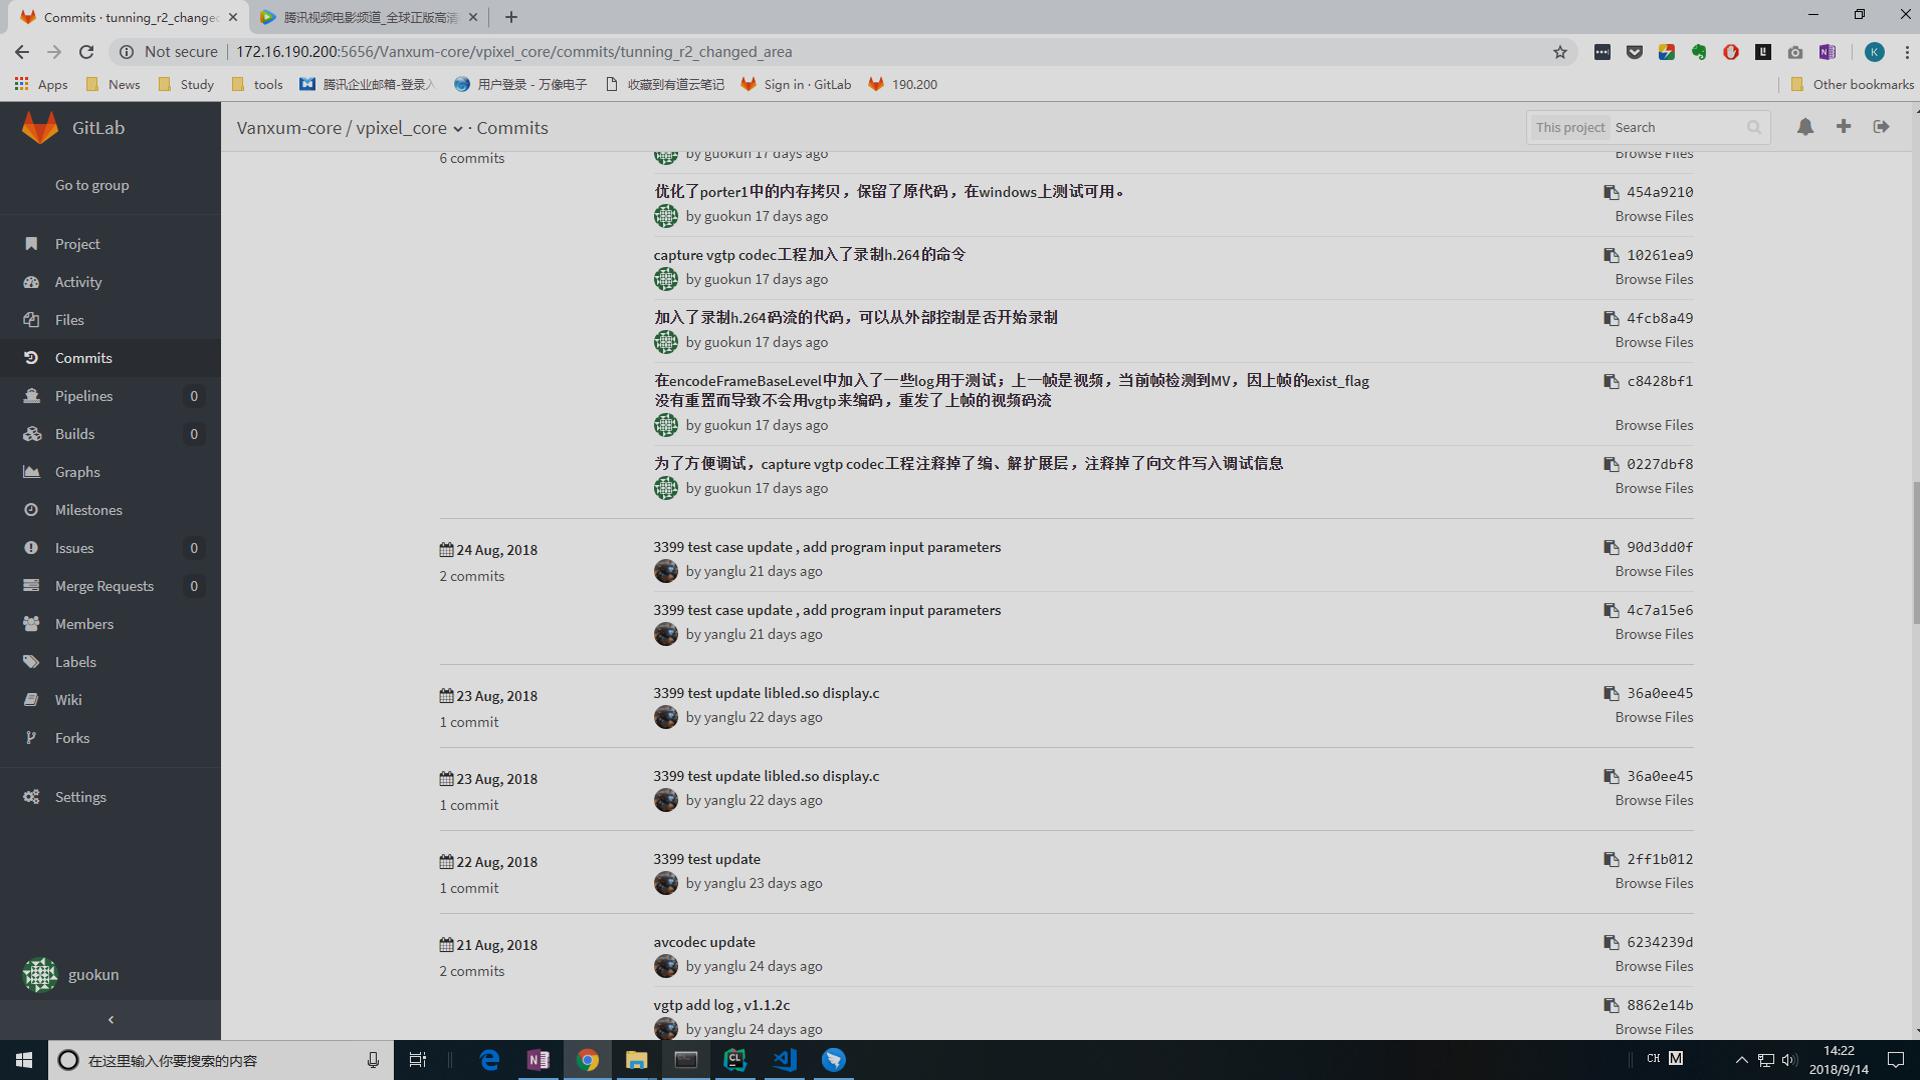 Commits · tunning_r2_change
腾讯视频电影频道_全球正版高清
Not secure
172.16.190.200:5656/Vanxum-core/vpixel_core/commits/tunning_r2_changed_area
K
Apps
News
Study
tools
腾讯企业邮箱-登录入
用户登录 - 万像电子
收藏到有道云笔记
Sign in · GitLab
190.200
Other bookmarks
GitLab
Vanxum-core / vpixel_core · Commits
This project
Search
Go to group
Project
Activity
Files
Commits
Pipelines 0
Builds 0
Graphs
Milestones
Issues 0
Merge Requests 0
Members
Labels
Wiki
Forks
Settings
guokun
6 commits
by guokun 17 days ago
Browse Files
优化了porter1中的内存拷贝，保留了原代码，在windows上测试可用。
454a9210
by guokun 17 days ago
Browse Files
capture vgtp codec工程加入了录制h.264的命令
10261ea9
by guokun 17 days ago
Browse Files
加入了录制h.264码流的代码，可以从外部控制是否开始录制
4fcb8a49
by guokun 17 days ago
Browse Files
在encodeFrameBaseLevel中加入了一些log用于测试；上一帧是视频，当前帧检测到MV，因上帧的exist_flag
没有重置而导致不会用vgtp来编码，重发了上帧的视频码流
c8428bf1
by guokun 17 days ago
Browse Files
为了方便调试，capture vgtp codec工程注释掉了编、解扩展层，注释掉了向文件写入调试信息
0227dbf8
by guokun 17 days ago
Browse Files
24 Aug, 2018
2 commits
3399 test case update , add program input parameters
90d3dd0f
by yanglu 21 days ago
Browse Files
3399 test case update , add program input parameters
4c7a15e6
by yanglu 21 days ago
Browse Files
23 Aug, 2018
1 commit
3399 test update libled.so display.c
36a0ee45
by yanglu 22 days ago
Browse Files
23 Aug, 2018
1 commit
3399 test update libled.so display.c
36a0ee45
by yanglu 22 days ago
Browse Files
22 Aug, 2018
1 commit
3399 test update
2ff1b012
by yanglu 23 days ago
Browse Files
21 Aug, 2018
2 commits
avcodec update
6234239d
by yanglu 24 days ago
Browse Files
vgtp add log , v1.1.2c
8862e14b
by yanglu 24 days ago
Browse Files
在这里输入你要搜索的内容
CH M
14:22
2018/9/14